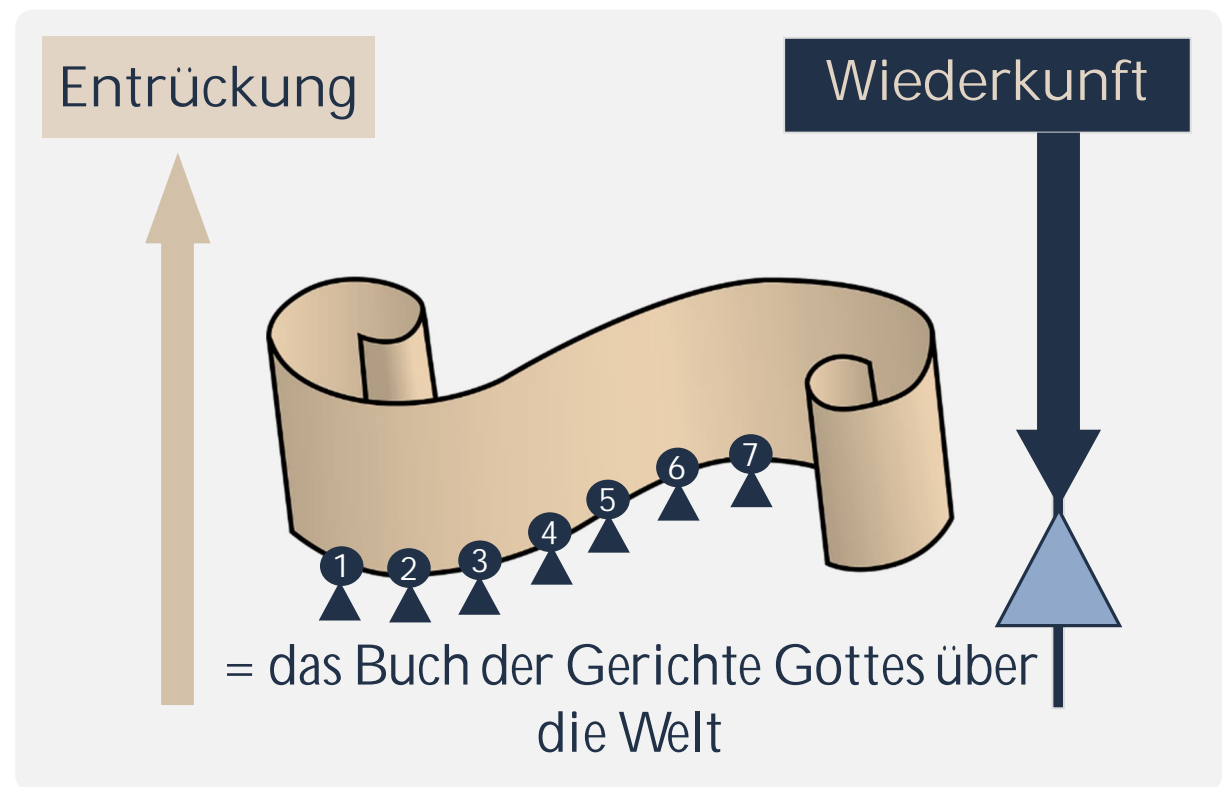 Entrückung
Wiederkunft
1
2
3
4
5
6
7
= das Buch der Gerichte Gottes über
die Welt